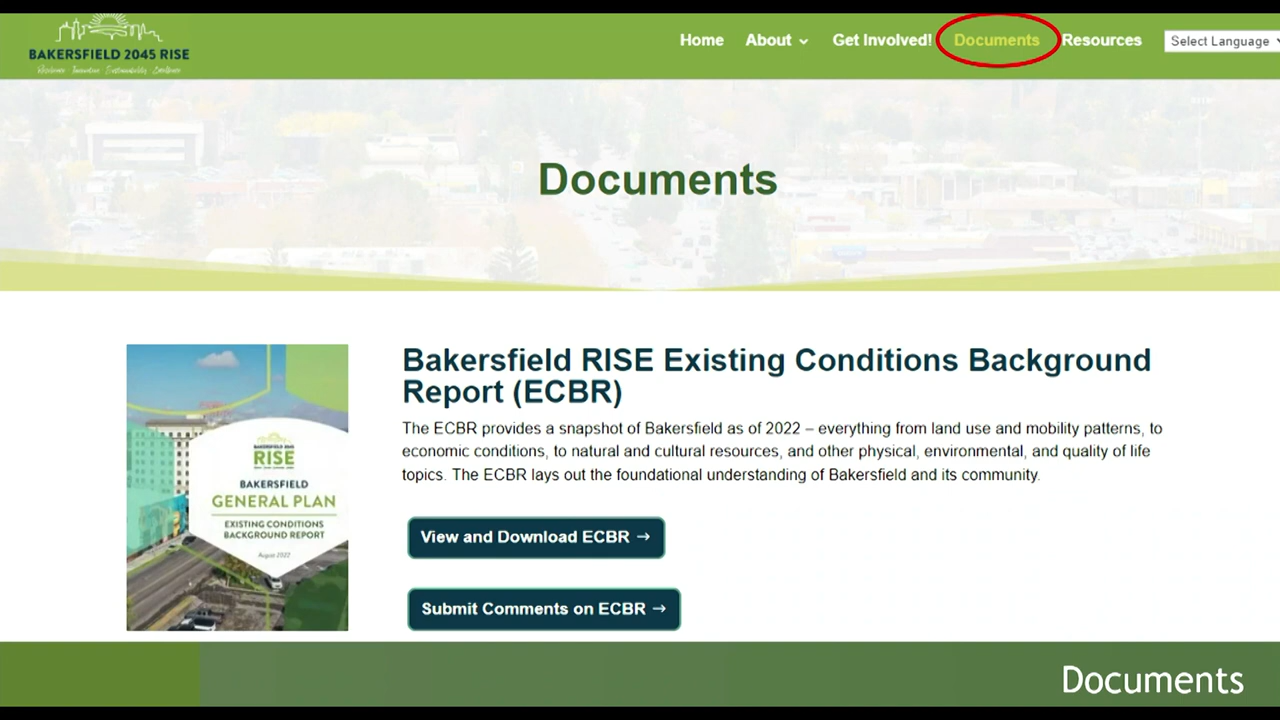 BAKERSFIELD 2045 RISE
Home About Get Involved! Documents Resources Select Language
Documents
Bakersfield RISE Existing Conditions Background
Report (ECBR)
The ECBR provides a snapshot of Bakersfield as of 2022 – everything from land use and mobility patterns, to
economic conditions, to natural and cultural resources, and other physical, environmental, and quality of life
topics. The ECBR lays out the foundational understanding of Bakersfield and its community.
View and Download ECBR →
Submit Comments on ECBR →
BAKERSFIELD 2045
RISE
BAKERSFIELD
GENERAL PLAN
EXISTING CONDITIONS
BACKGROUND REPORT
August 2022
Documents